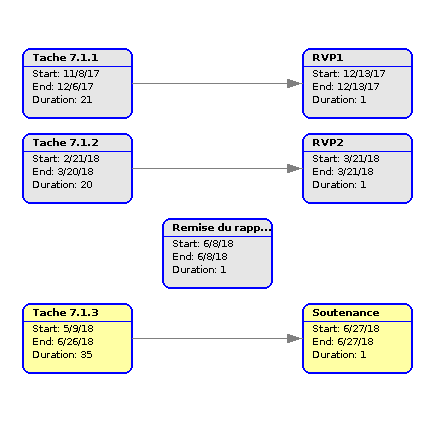 Tache 7.1.1
Start: 11/8/17
End: 12/6/17
Duration: 21
RVP1
Start: 12/13/17
End: 12/13/17
Duration: 1
Tache 7.1.2
Start: 2/21/18
End: 3/20/18
Duration: 20
RVP2
Start: 3/21/18
End: 3/21/18
Duration: 1
Remise du rapp...
Start: 6/8/18
End: 6/8/18
Duration: 1
Tache 7.1.3
Start: 5/9/18
End: 6/26/18
Duration: 35
Soutenance
Start: 6/27/18
End: 6/27/18
Duration: 1